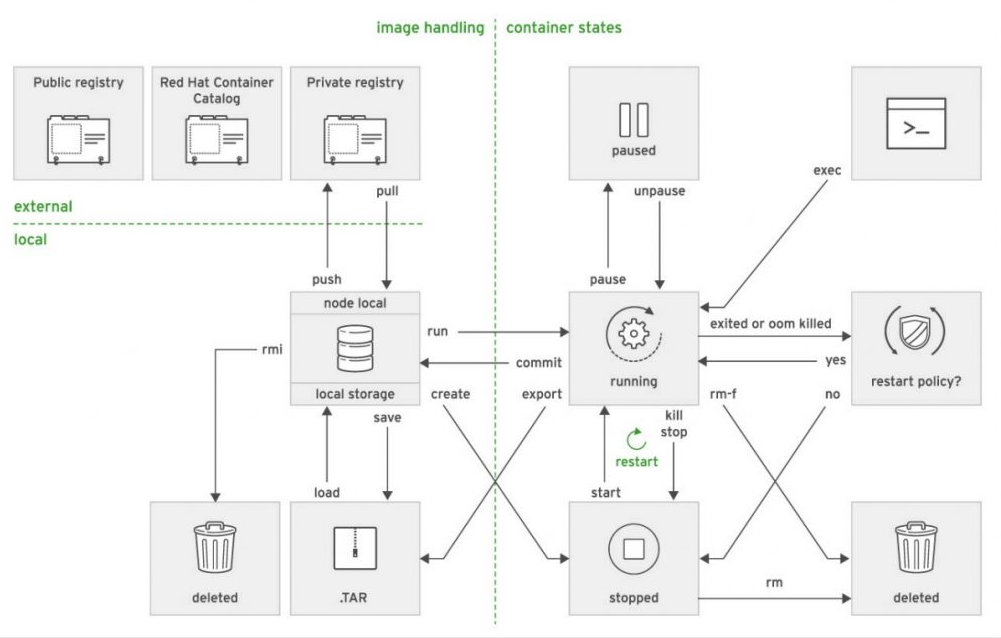 image handling
container states
Public registry
Red Hat Container
Catalog
Private registry
paused
>_
exec
external
local
pull
unpause
push
pause
node local
local storage
rmi
run
commit
create
export
running
exited or oom killed
yes
restart policy?
rm-f
no
save
kill
stop
restart
load
start
deleted
.TAR
stopped
rm
deleted